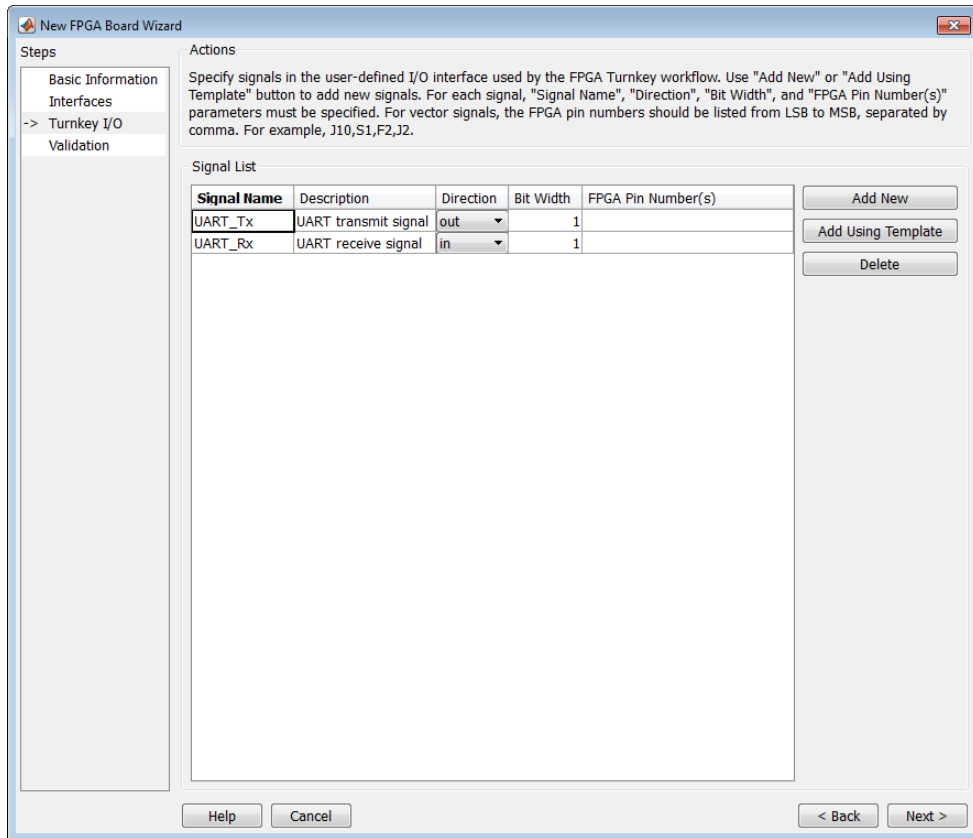 New FPGA Board Wizard
Steps
Basic Information
Interfaces
-> Turnkey I/O
Validation
Actions
Specify signals in the user-defined I/O interface used by the FPGA Turnkey workflow. Use "Add New" or "Add Using
Template" button to add new signals. For each signal, "Signal Name", "Direction", "Bit Width", and "FPGA Pin Number(s)"
parameters must be specified. For vector signals, the FPGA pin numbers should be listed from LSB to MSB, separated by
comma. For example, J10,S1,F2,J2.
Signal List
Signal Name Description Direction Bit Width FPGA Pin Number(s)
UART_Tx UART transmit signal out 1
UART_Rx UART receive signal in 1
Add New
Add Using Template
Delete
Help Cancel < Back Next >